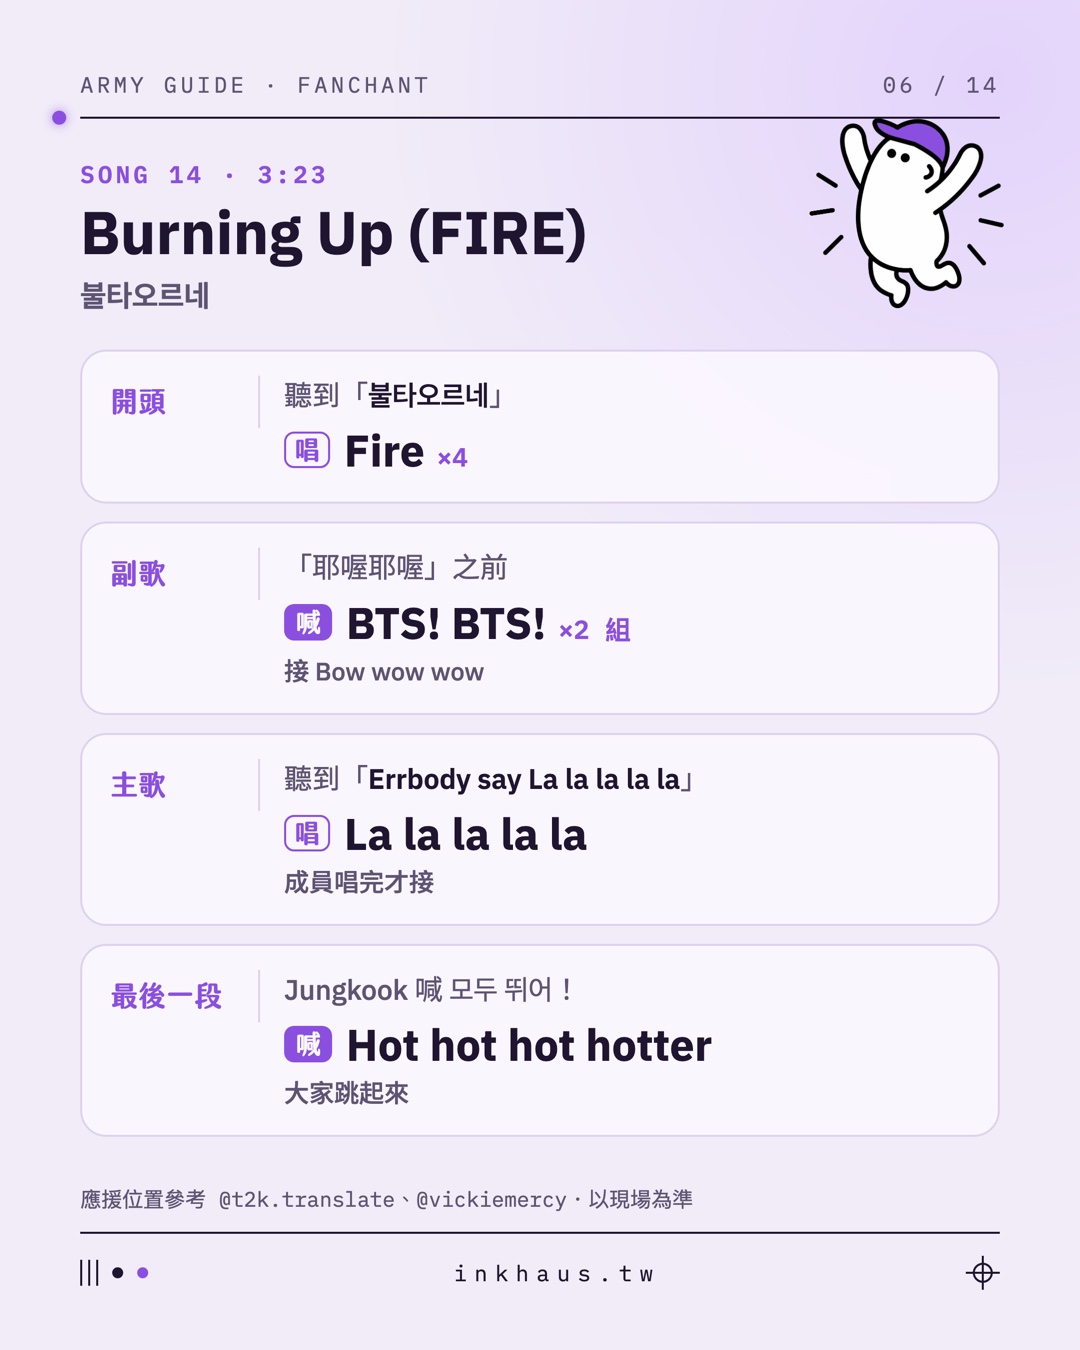 ARMY GUIDE · FANCHANT
06 / 14
SONG 14 · 3:23
Burning Up (FIRE)
불타오르네
開頭
聽到「불타오르네」
唱 Fire ×4
副歌
「耶喔耶喔」之前
喊 BTS! BTS! ×2 組
接 Bow wow wow
主歌
聽到「Errbody say La la la la la」
唱 La la la la la
成員唱完才接
最後一段
Jungkook 喊 모두 뛰어！
喊 Hot hot hot hotter
大家跳起來
應援位置參考 @t2k.translate、@vickiemercy · 以現場為準
inkhaus.tw